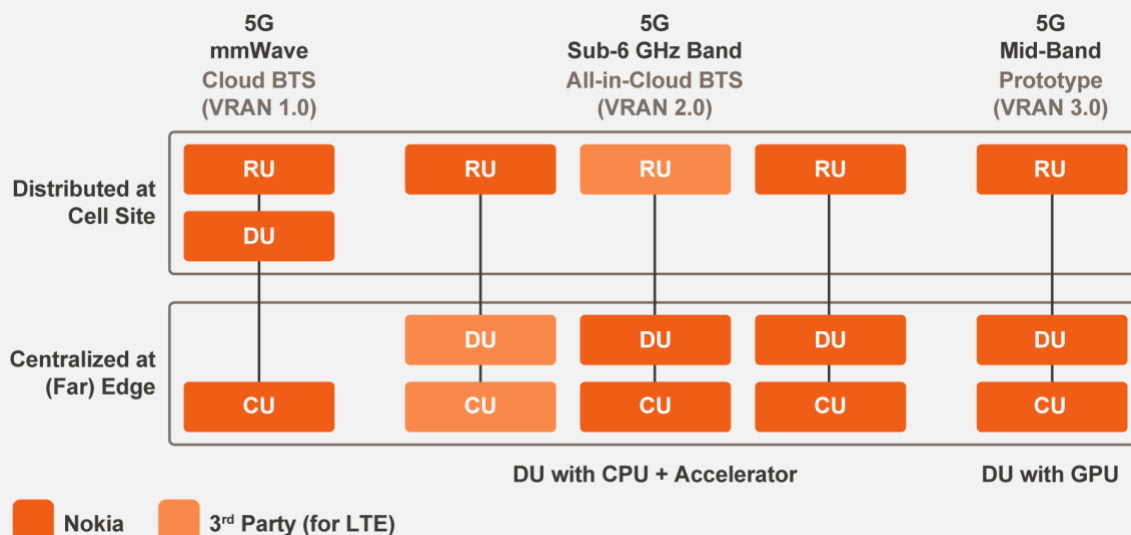 5G
mmWave
Cloud BTS
(VRAN 1.0)
5G
Sub-6 GHz Band
All-in-Cloud BTS
(VRAN 2.0)
5G
Mid-Band
Prototype
(VRAN 3.0)
Distributed at
Cell Site
RU RU RU RU RU
DU
Centralized at
(Far) Edge
DU DU DU DU
CU CU CU CU CU
DU with CPU + Accelerator
DU with GPU
Nokia
3rd Party (for LTE)